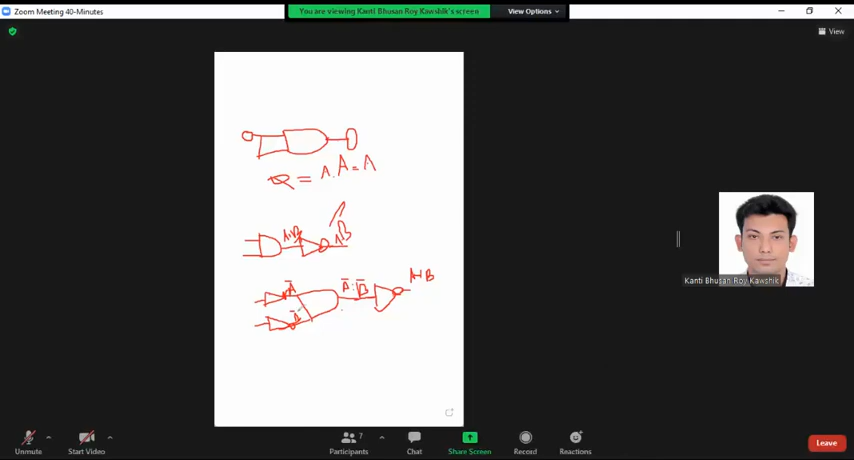 Zoom Meeting 40-Minutes
You are viewing Kanti Bhusan Roy Kawshik's screen
View Options
View
Q = A.A = A
A.B
AB
A̅
A̅.B̅
A+B
B̅
Kanti Bhusan Roy Kawshik
7
Unmute
Start Video
Participants
Chat
Share Screen
Record
Reactions
Leave